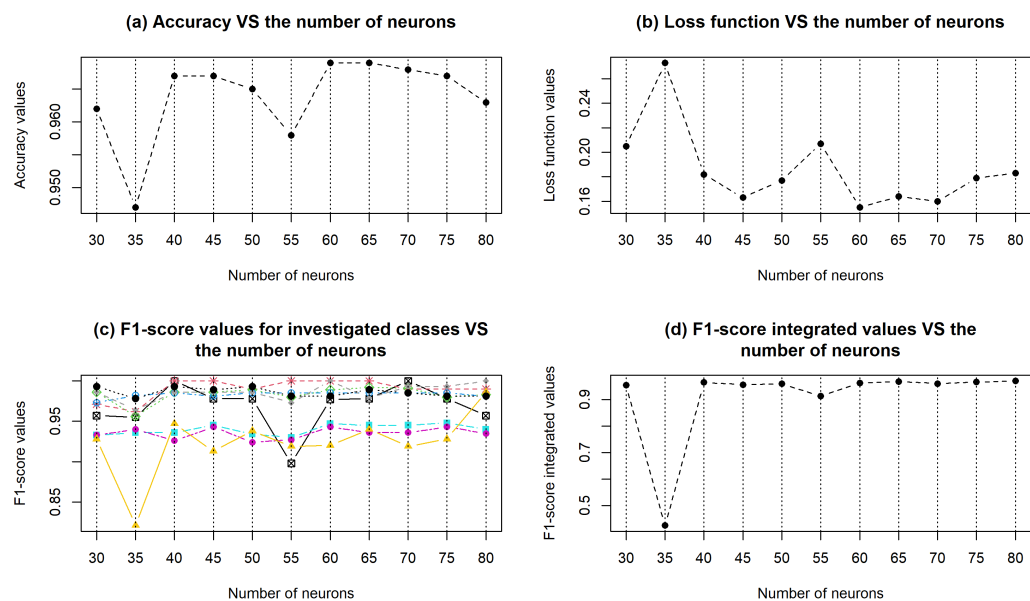 (a) Accuracy VS the number of neurons
Accuracy values
0.950
0.960
30 35 40 45 50 55 60 65 70 75 80
Number of neurons
(b) Loss function VS the number of neurons
Loss function values
0.16
0.20
0.24
30 35 40 45 50 55 60 65 70 75 80
Number of neurons
(c) F1-score values for investigated classes VS
the number of neurons
F1-score values
0.85
0.95
30 35 40 45 50 55 60 65 70 75 80
Number of neurons
(d) F1-score integrated values VS the
number of neurons
F1-score integrated values
0.5
0.7
0.9
30 35 40 45 50 55 60 65 70 75 80
Number of neurons